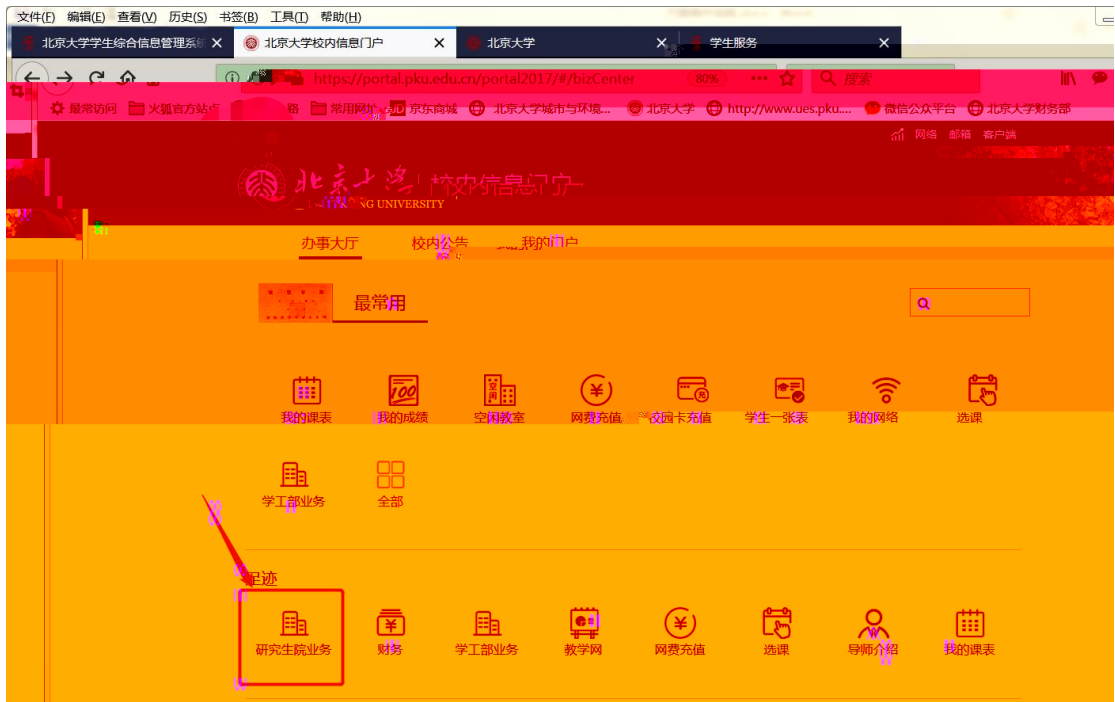 文件(F) 编辑(E) 查看(V) 历史(S) 书签(B) 工具(T) 帮助(H)
北京大学学生综合信息管理系统 北京大学校内信息门户 北京大学 学生服务
https://portal.pku.edu.cn/portal2017/#/bizCenter 80% 搜索
最常访问 火狐官方站点 常用网址 京东商城 北京大学城市与环境... 北京大学 http://www.ues.pku.... 微信公众平台 北京大学财务部
网络 邮箱 客户端
北京大学 校内信息门户
NG UNIVERSITY
办事大厅 校内公告 我的门户
最常用
我的课表 我的成绩 空闲教室 网费充值 校园卡充值 学生一张表 我的网络 选课
学工部业务 全部
足迹
研究生院业务 财务 学工部业务 教学网 网费充值 选课 导师介绍 我的课表